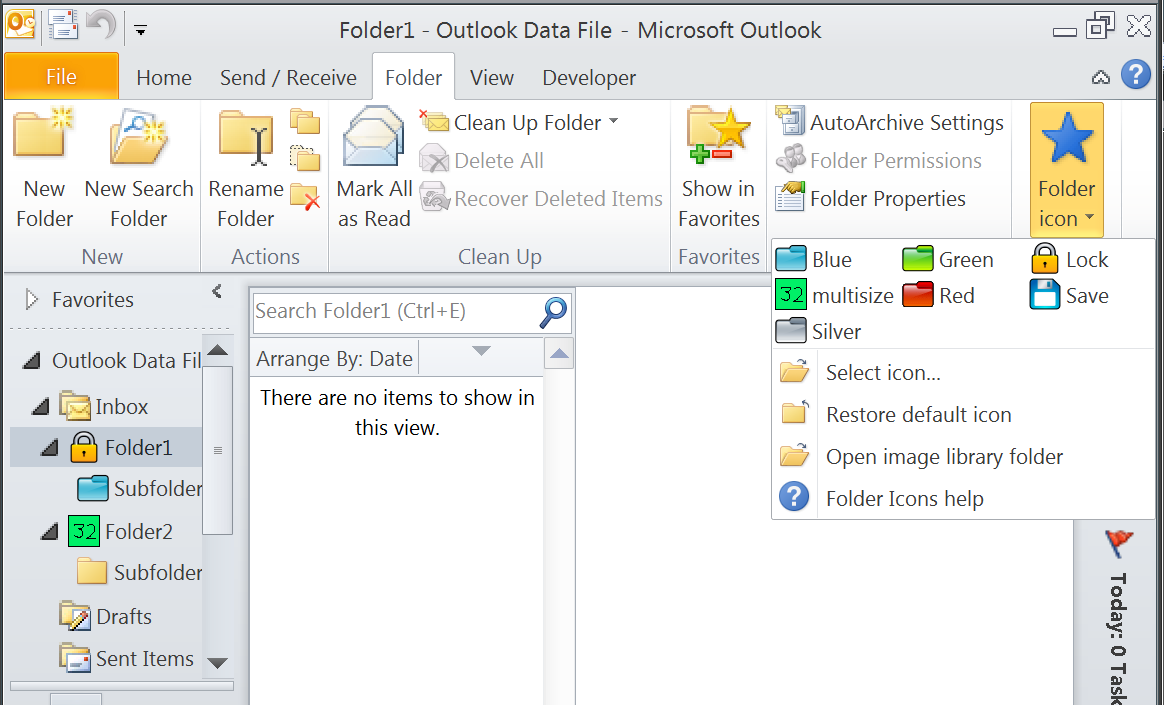 Folder1 - Outlook Data File - Microsoft Outlook
File Home Send / Receive Folder View Developer
New Folder
New Search Folder
New
Rename Folder
Actions
Mark All as Read
Clean Up Folder
Delete All
Recover Deleted Items
Clean Up
Show in Favorites
Favorites
AutoArchive Settings
Folder Permissions
Folder Properties
Folder icon
Blue Green Lock
32 multisize Red Save
Silver
Select icon...
Restore default icon
Open image library folder
Folder Icons help
Favorites
Outlook Data Fil
Inbox
Folder1
Subfolder
32 Folder2
Subfolder
Drafts
Sent Items
Search Folder1 (Ctrl+E)
Arrange By: Date
There are no items to show in
this view.
Today: 0 Task